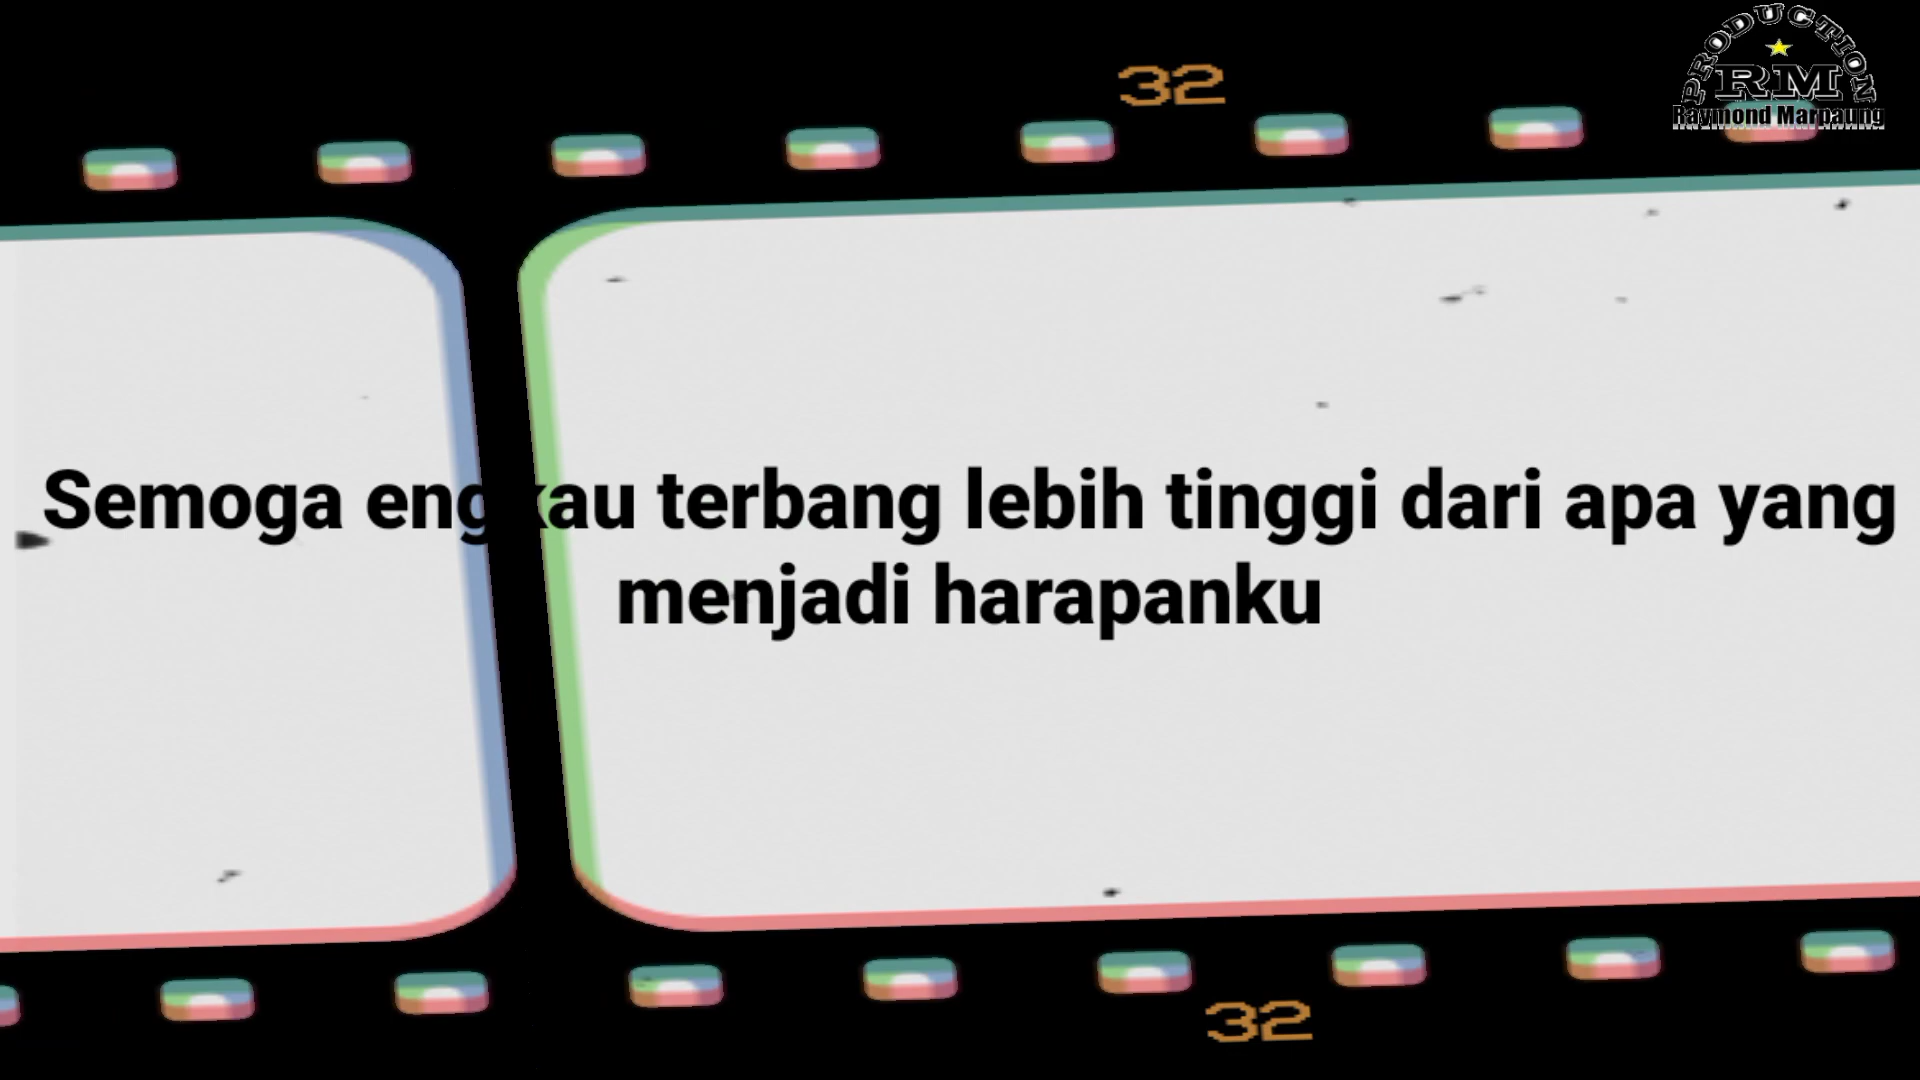 PRODUCTION
RM
Raymond Marpaung
32
Semoga engkau terbang lebih tinggi dari apa yang
menjadi harapanku
32